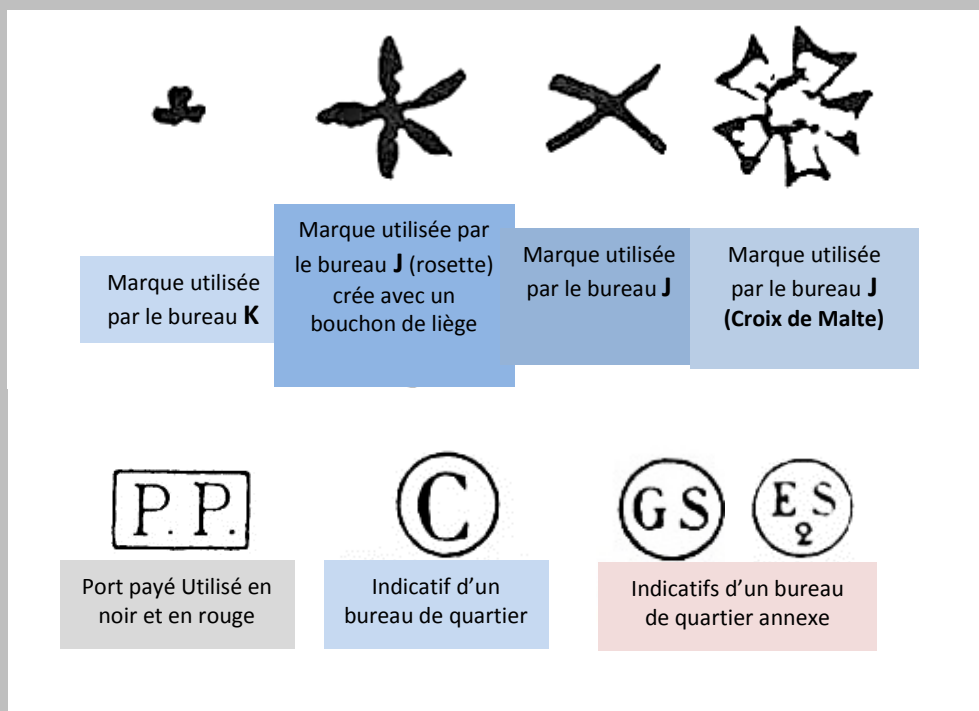 Marque utilisée
par le bureau K
Marque utilisée par
le bureau J (rosette)
crée avec un
bouchon de liège
Marque utilisée
par le bureau J
Marque utilisée
par le bureau J
(Croix de Malte)
P. P.
C
GS
E S
2
Port payé Utilisé en
noir et en rouge
Indicatif d’un
bureau de quartier
Indicatifs d’un bureau
de quartier annexe